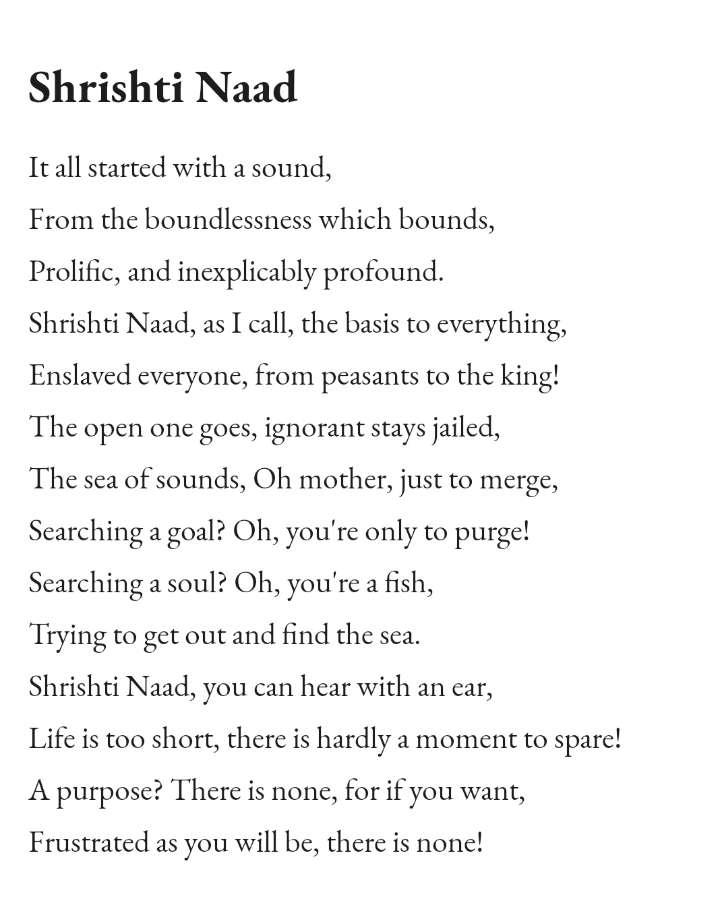 Shrishti Naad
It all started with a sound,
From the boundlessness which bounds,
Prolific, and inexplicably profound.
Shrishti Naad, as I call, the basis to everything,
Enslaved everyone, from peasants to the king!
The open one goes, ignorant stays jailed,
The sea of sounds, Oh mother, just to merge,
Searching a goal? Oh, you're only to purge!
Searching a soul? Oh, you're a fish,
Trying to get out and find the sea.
Shrishti Naad, you can hear with an ear,
Life is too short, there is hardly a moment to spare!
A purpose? There is none, for if you want,
Frustrated as you will be, there is none!